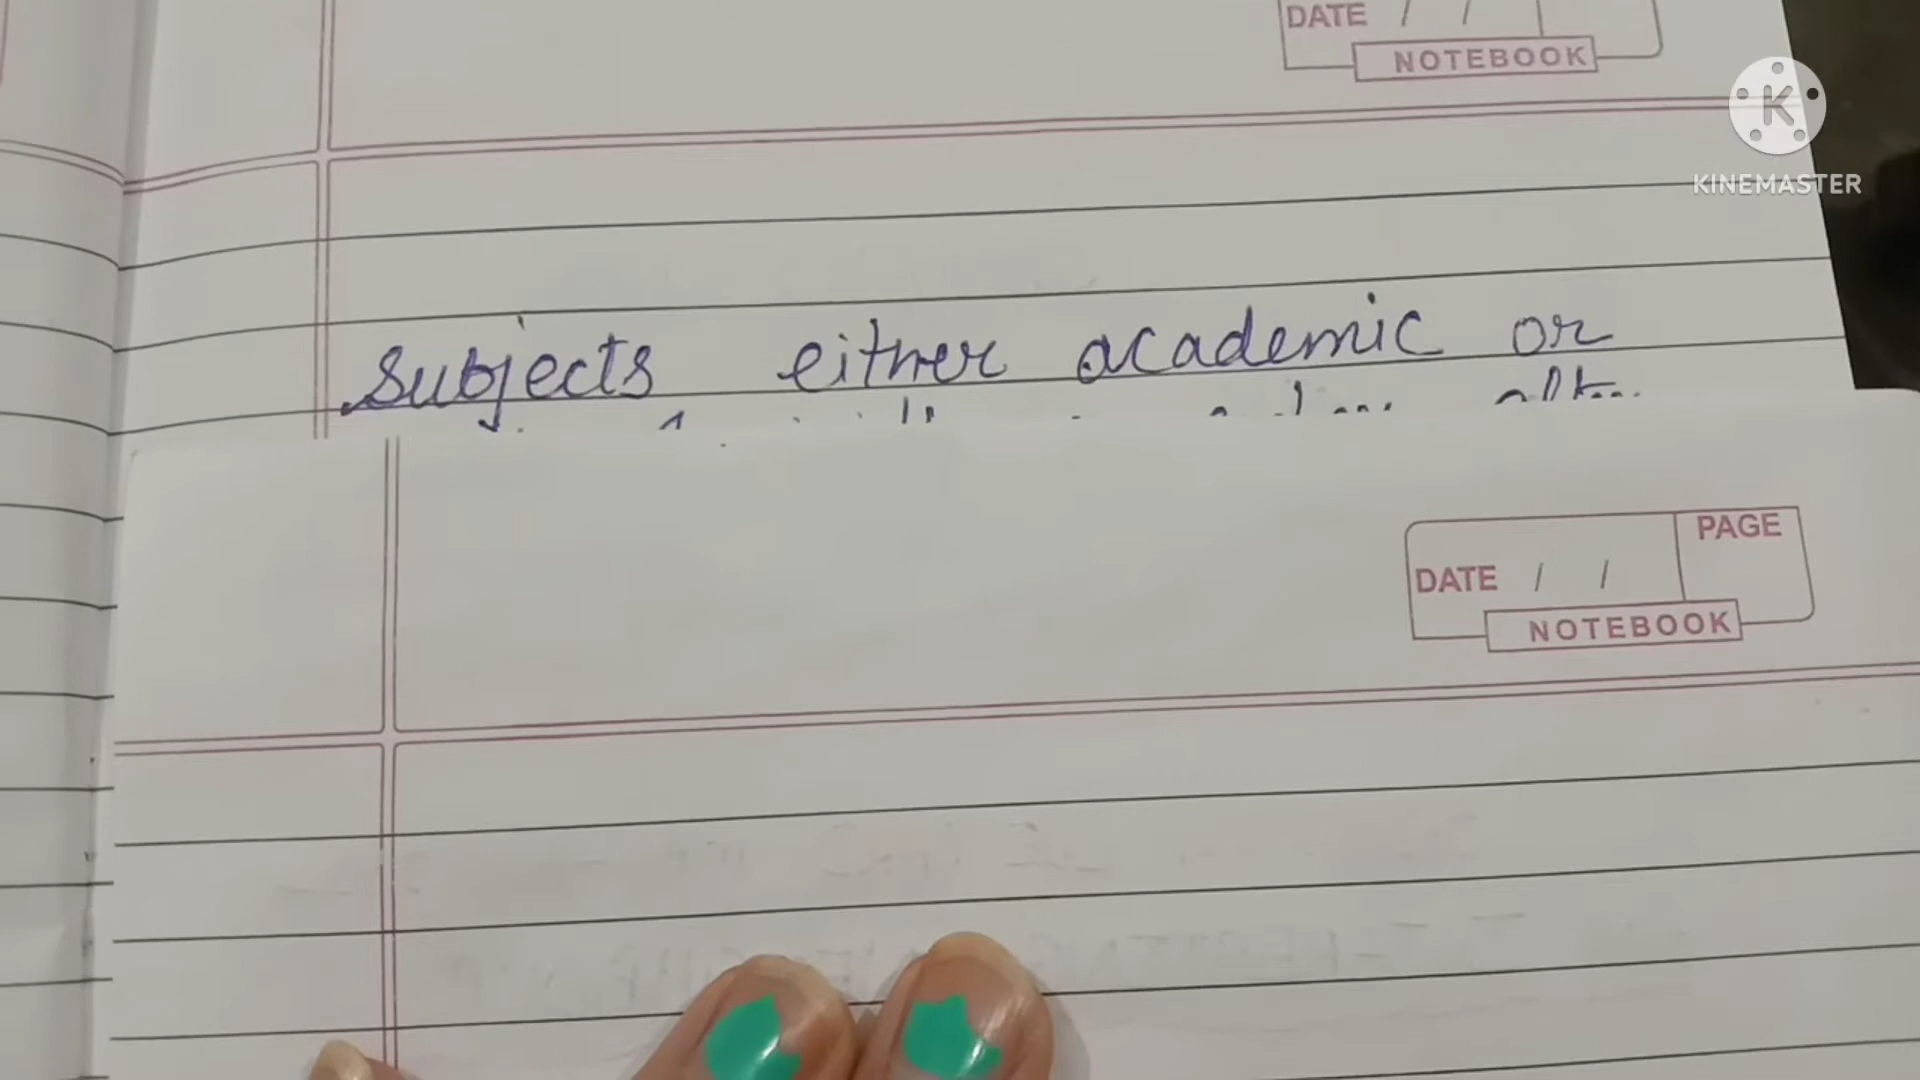 DATE / /
NOTEBOOK
K
KINEMASTER
subjects either academic or
PAGE
DATE / /
NOTEBOOK